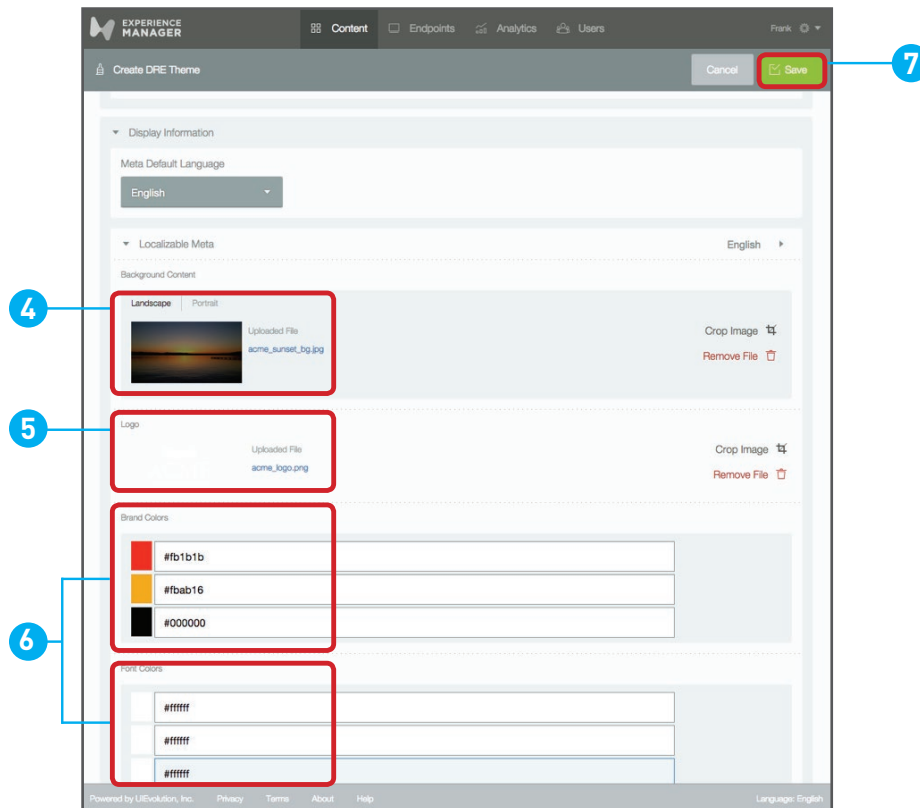 EXPERIENCE
MANAGER
Content
Endpoints
Analytics
Users
Frank
Create DRE Theme
Cancel
Save
7
Display Information
Meta Default Language
English
Localizable Meta
English
Background Content
4
Landscape
Portrait
Uploaded File
acme_sunset_bg.jpg
Crop Image
Remove File
5
Logo
Uploaded File
acme_logo.png
Crop Image
Remove File
Brand Colors
#fb1b1b
#fbab16
#000000
6
Font Colors
#ffffff
#ffffff
#ffffff
Powered by UIEvolution, Inc.
Privacy
Terms
About
Help
Language: English